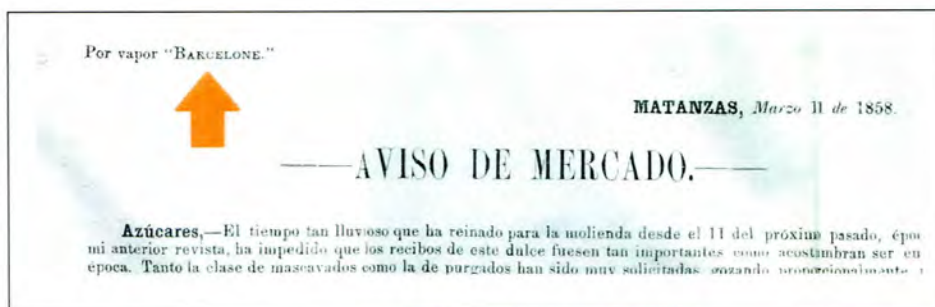 Por vapor "BARCELONE."
MATANZAS, Marzo 11 de 1858.
AVISO DE MERCADO.
Azúcares,—El tiempo tan lluvioso que ha reinado para la molienda desde el 11 del próximo pasado,
mi anterior revista, ha impedido que los recibos de este dulce fuesen tan importantes como acostumbran ser en
época. Tanto la clase de mascavados como la de purgados han sido muy solicitadas, gozando proporcionalmente